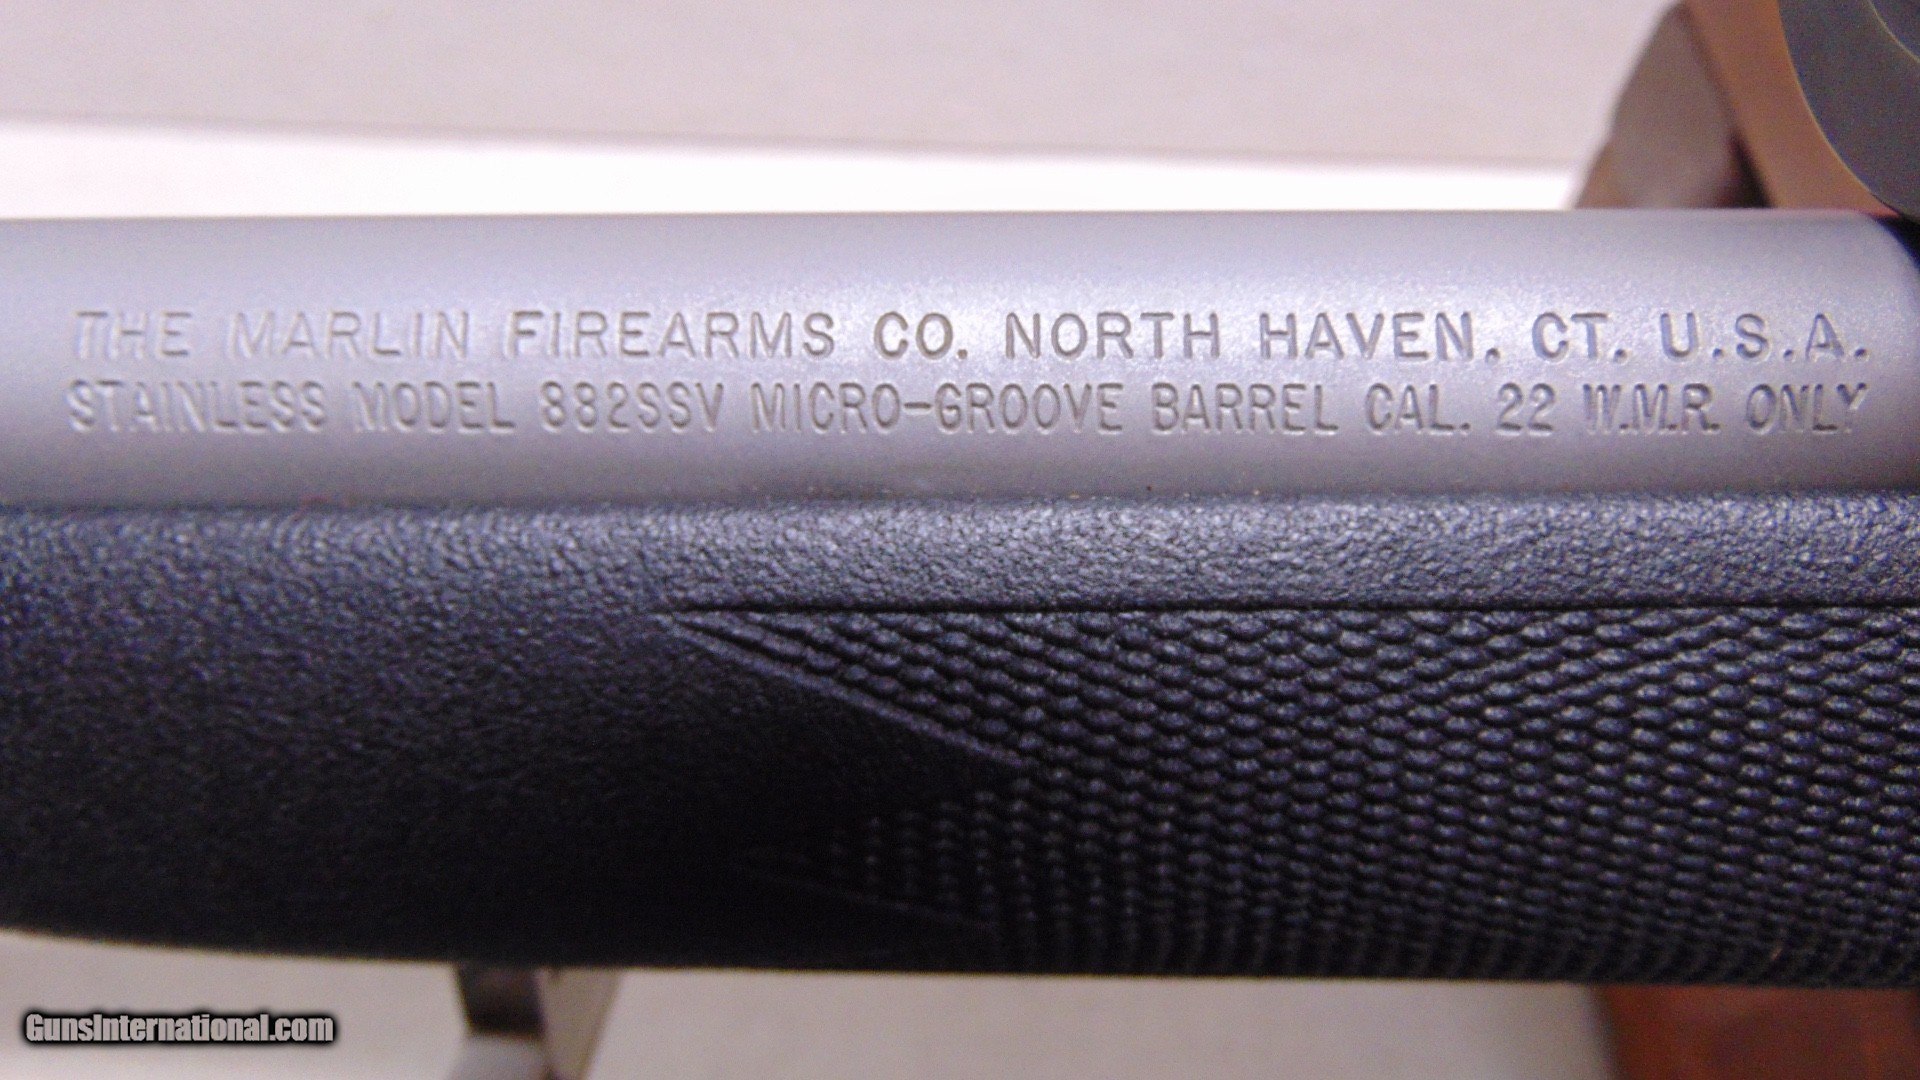 THE MARLIN FIREARMS CO. NORTH HAVEN, CT. U.S.A.
STAINLESS MODEL 882SSV MICRO-GROOVE BARREL CAL. 22 W.M.R. ONLY
GunsInternational.com